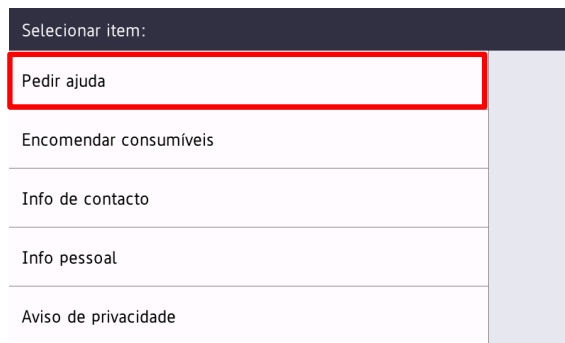 Selecionar item:
Pedir ajuda
Encomendar consumíveis
Info de contacto
Info pessoal
Aviso de privacidade